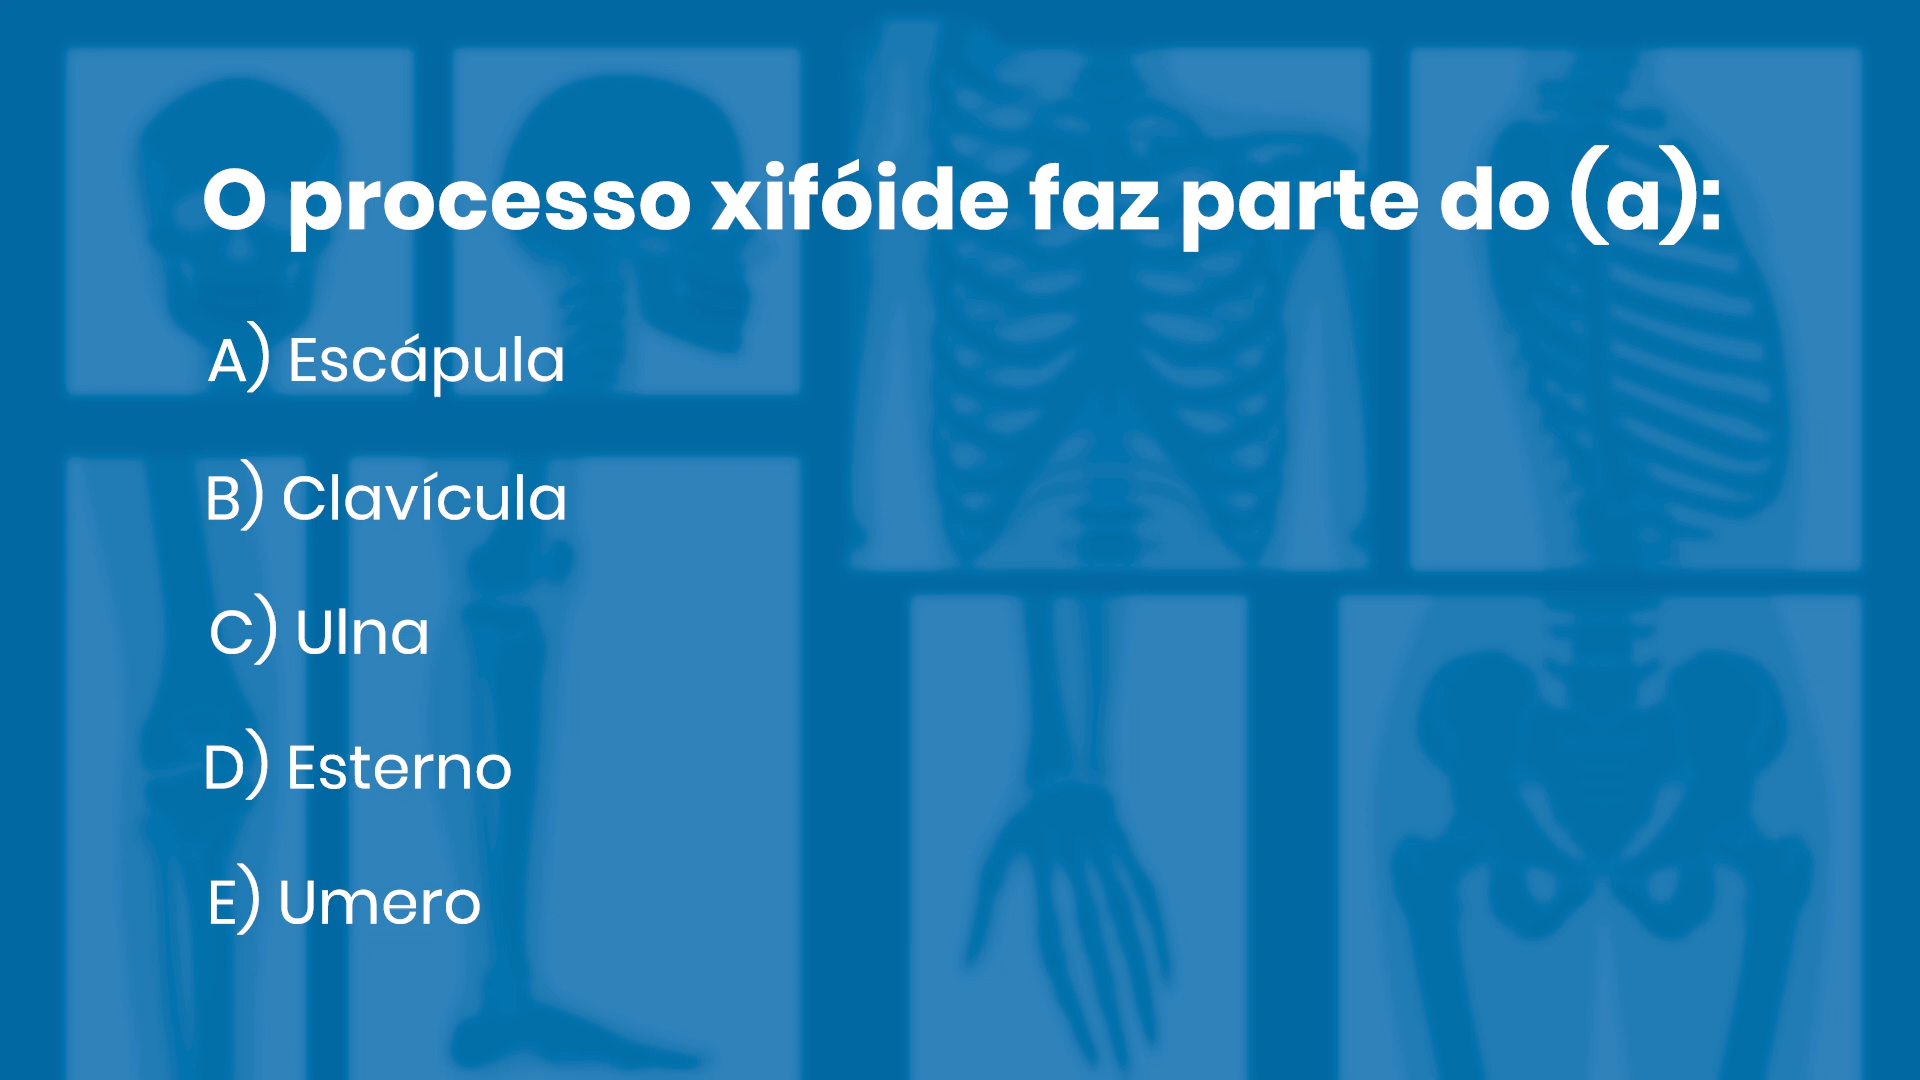 O processo xifóide faz parte do (a):
A) Escápula
B) Clavícula
C) Ulna
D) Esterno
E) Umero